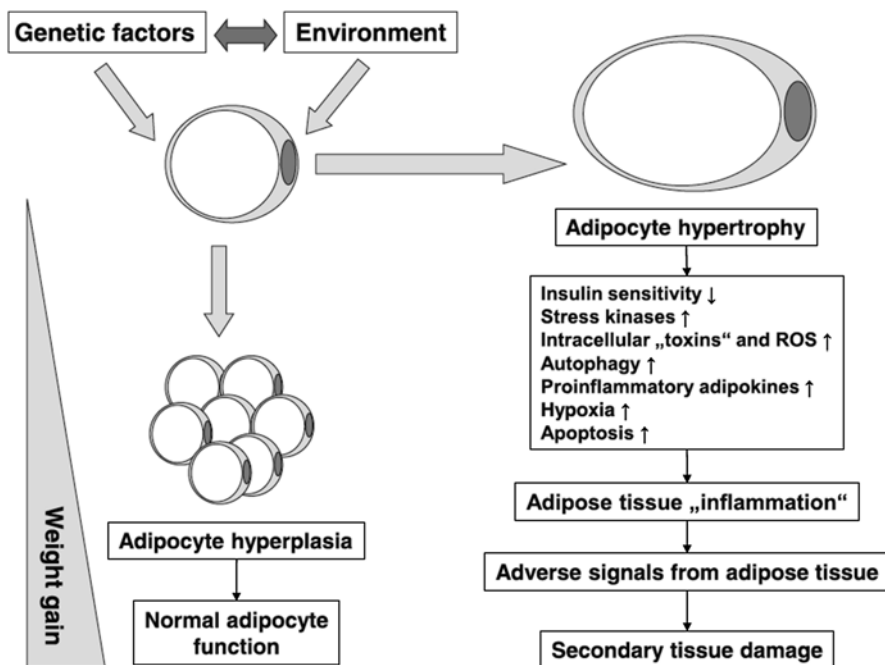 Genetic factors
Environment
Adipocyte hypertrophy
Insulin sensitivity ↓
Stress kinases ↑
Intracellular „toxins“ and ROS ↑
Autophagy ↑
Proinflammatory adipokines ↑
Hypoxia ↑
Apoptosis ↑
Adipose tissue „inflammation“
Adverse signals from adipose tissue
Secondary tissue damage
Weight gain
Adipocyte hyperplasia
Normal adipocyte
function